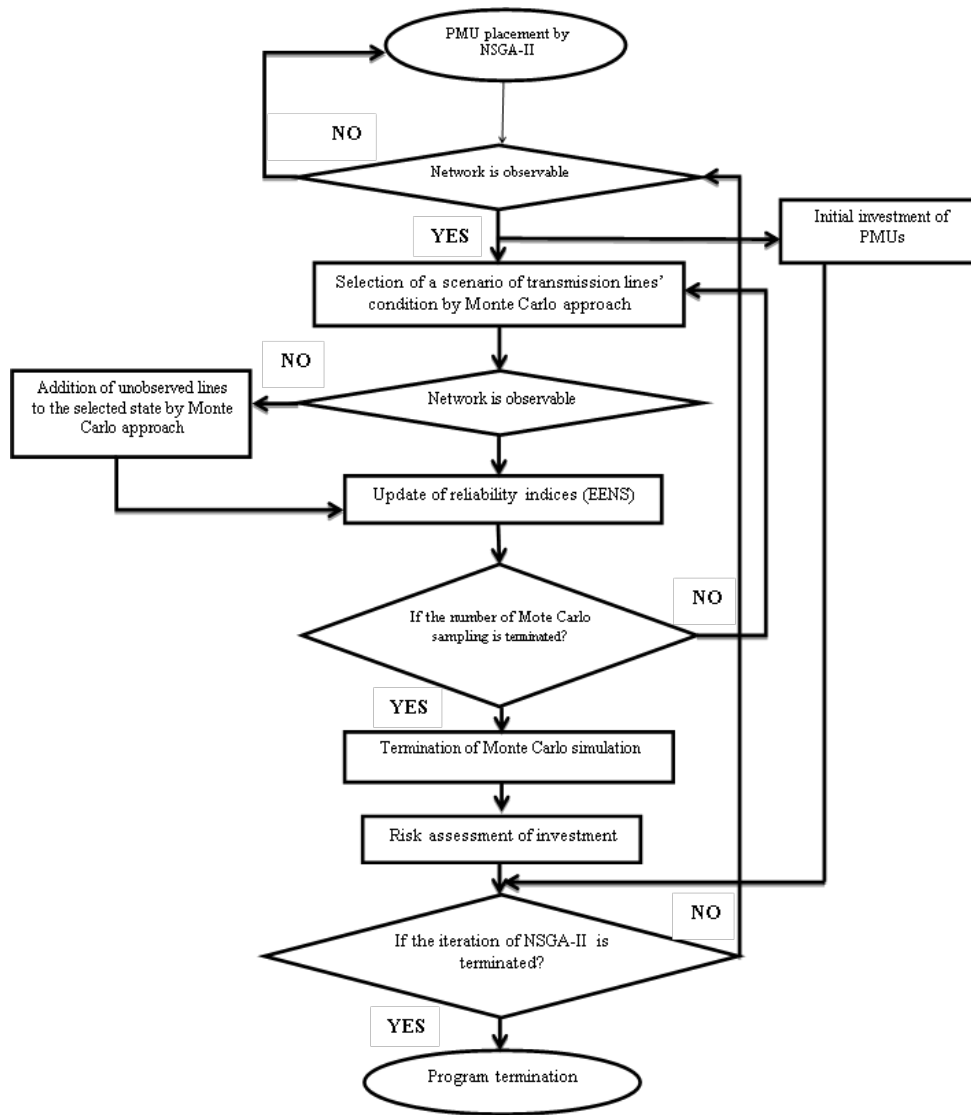 PMU placement by
NSGA-II
NO
Network is observable
YES
Initial investment of
PMUs
Selection of a scenario of transmission lines'
condition by Monte Carlo approach
NO
Addition of unobserved lines
to the selected state by Monte
Carlo approach
Network is observable
Update of reliability indices (EENS)
If the number of Mote Carlo
sampling is terminated?
NO
YES
Termination of Monte Carlo simulation
Risk assessment of investment
NO
If the iteration of NSGA-II is
terminated?
YES
Program termination